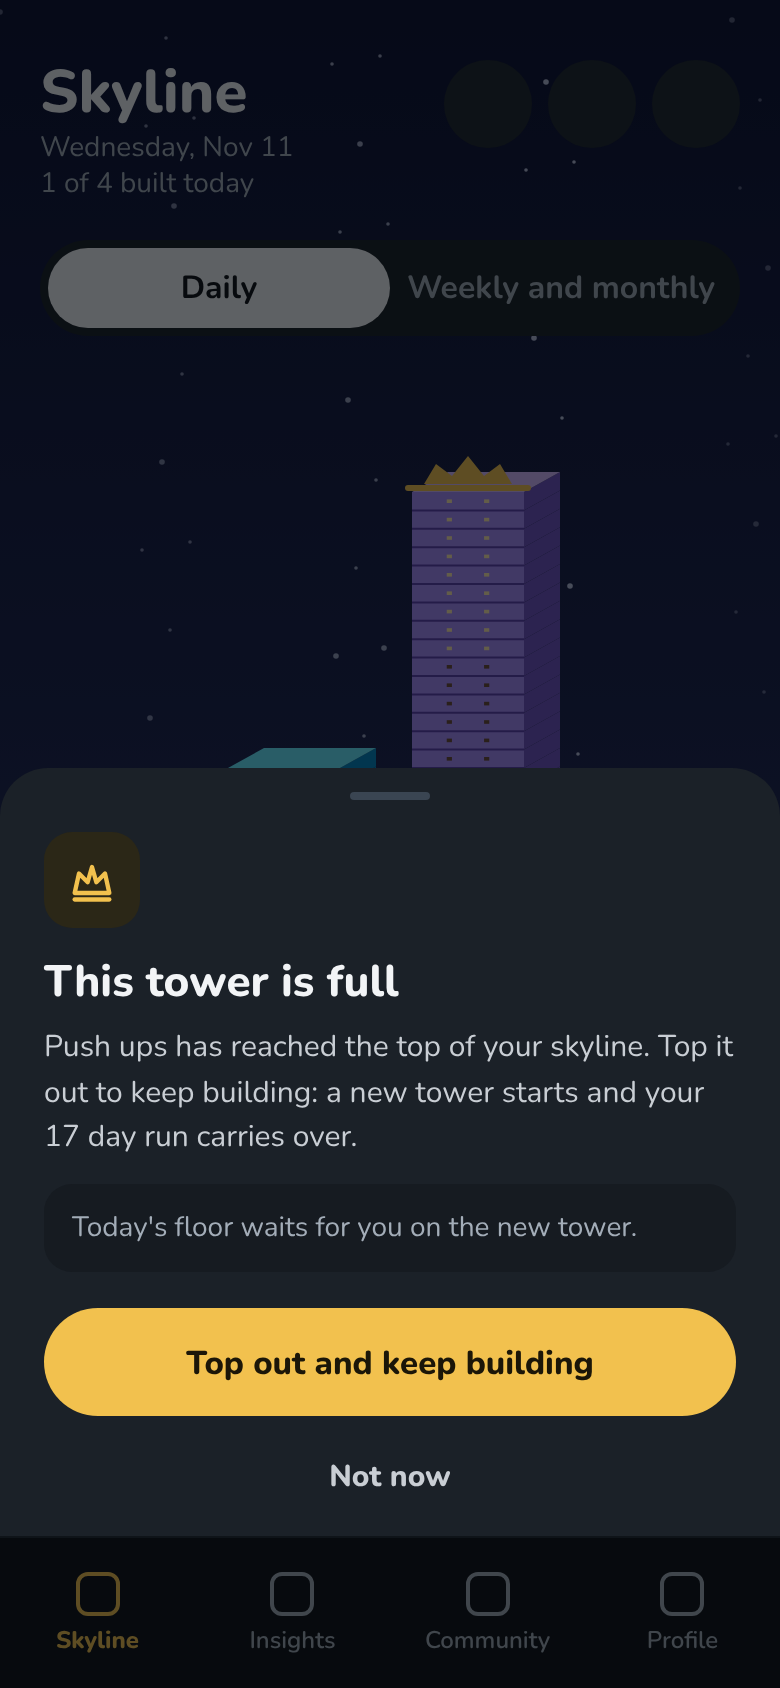 Skyline
Wednesday, Nov 11
1 of 4 built today
Daily
Weekly and monthly
This tower is full
Push ups has reached the top of your skyline. Top it
out to keep building: a new tower starts and your
17 day run carries over.
Today's floor waits for you on the new tower.
Top out and keep building
Not now
Skyline
Insights
Community
Profile